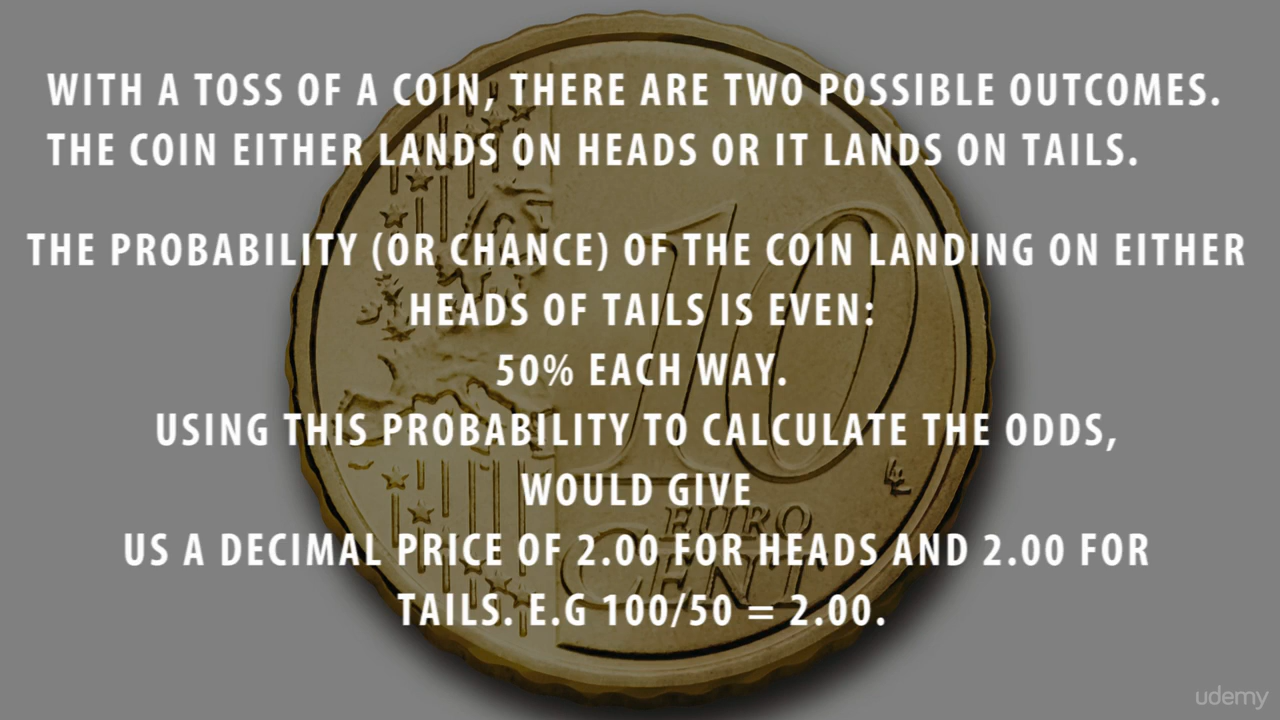 WITH A TOSS OF A COIN, THERE ARE TWO POSSIBLE OUTCOMES.
THE COIN EITHER LANDS ON HEADS OR IT LANDS ON TAILS.
THE PROBABILITY (OR CHANCE) OF THE COIN LANDING ON EITHER
HEADS OF TAILS IS EVEN:
50% EACH WAY.
USING THIS PROBABILITY TO CALCULATE THE ODDS,
WOULD GIVE
US A DECIMAL PRICE OF 2.00 FOR HEADS AND 2.00 FOR
TAILS. E.G 100/50 = 2.00.
10
EURO
CENT
LL
udemy